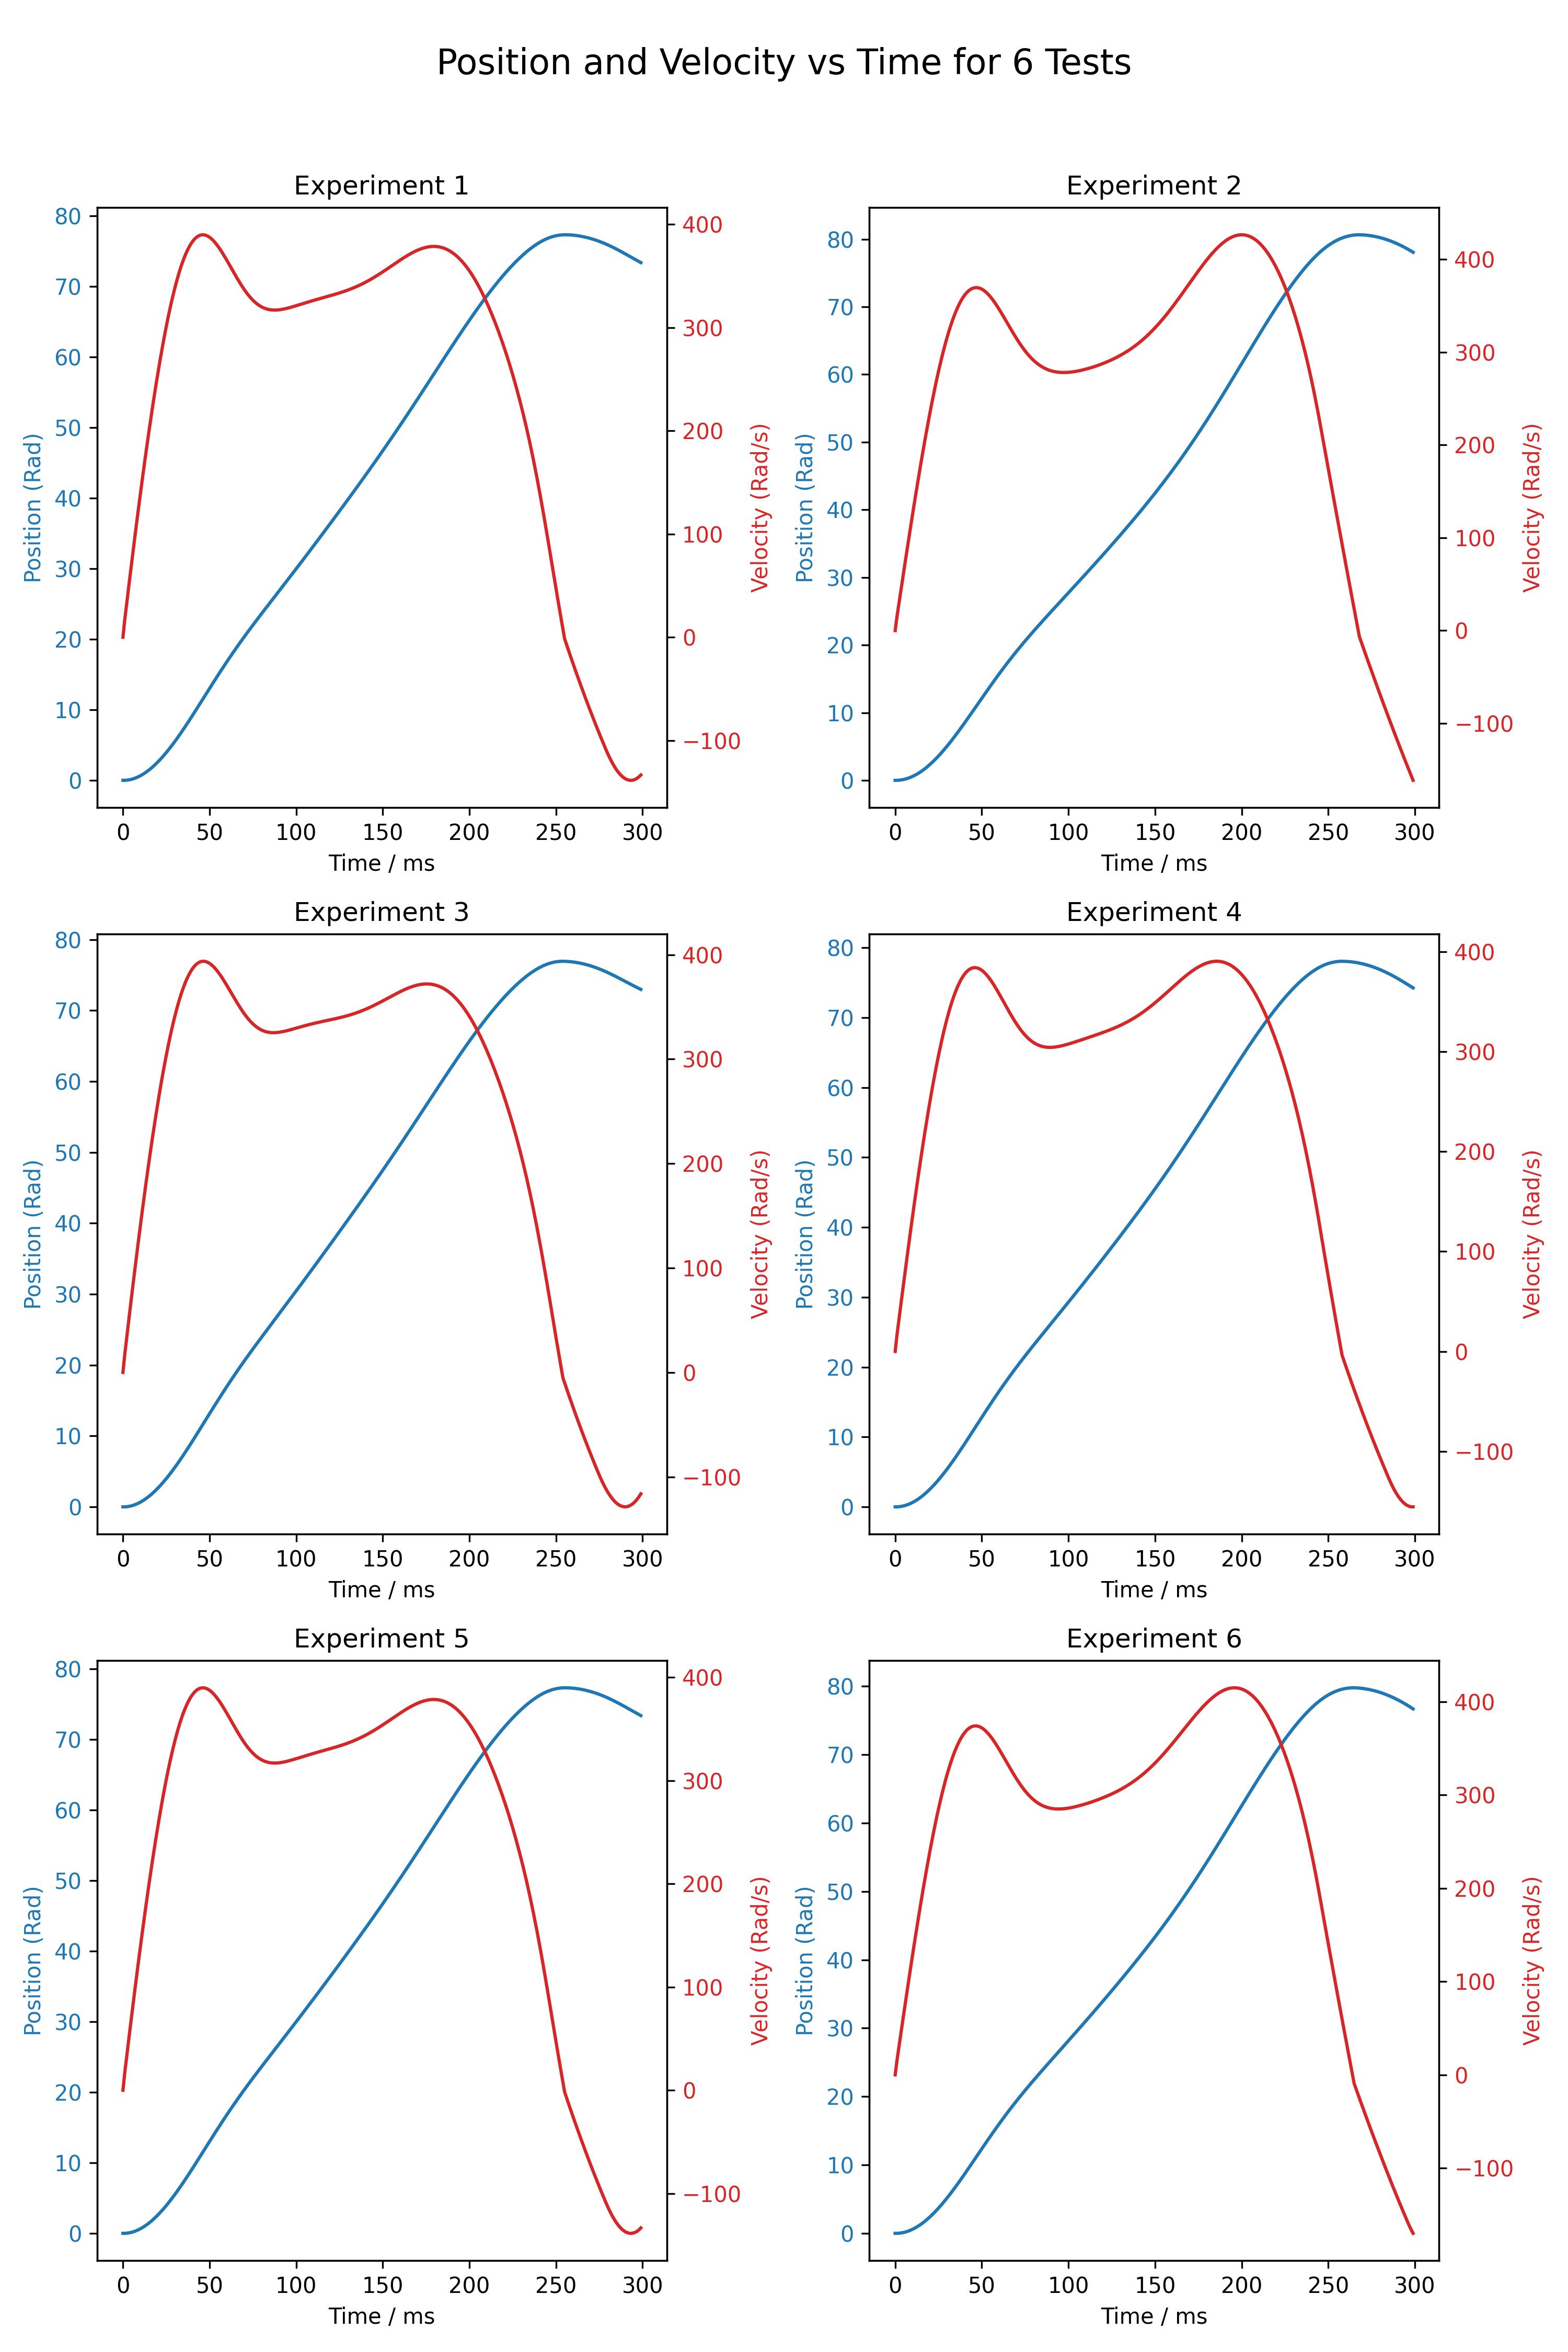 Position and Velocity vs Time for 6 Tests
Experiment 1
80
70
60
50
40
30
20
10
0
Position (Rad)
400
300
200
100
0
−100
Velocity (Rad/s)
0 50 100 150 200 250 300
Time / ms
Experiment 2
80
70
60
50
40
30
20
10
0
Position (Rad)
400
300
200
100
0
−100
Velocity (Rad/s)
0 50 100 150 200 250 300
Time / ms
Experiment 3
80
70
60
50
40
30
20
10
0
Position (Rad)
400
300
200
100
0
−100
Velocity (Rad/s)
0 50 100 150 200 250 300
Time / ms
Experiment 4
80
70
60
50
40
30
20
10
0
Position (Rad)
400
300
200
100
0
−100
Velocity (Rad/s)
0 50 100 150 200 250 300
Time / ms
Experiment 5
80
70
60
50
40
30
20
10
0
Position (Rad)
400
300
200
100
0
−100
Velocity (Rad/s)
0 50 100 150 200 250 300
Time / ms
Experiment 6
80
70
60
50
40
30
20
10
0
Position (Rad)
400
300
200
100
0
−100
Velocity (Rad/s)
0 50 100 150 200 250 300
Time / ms